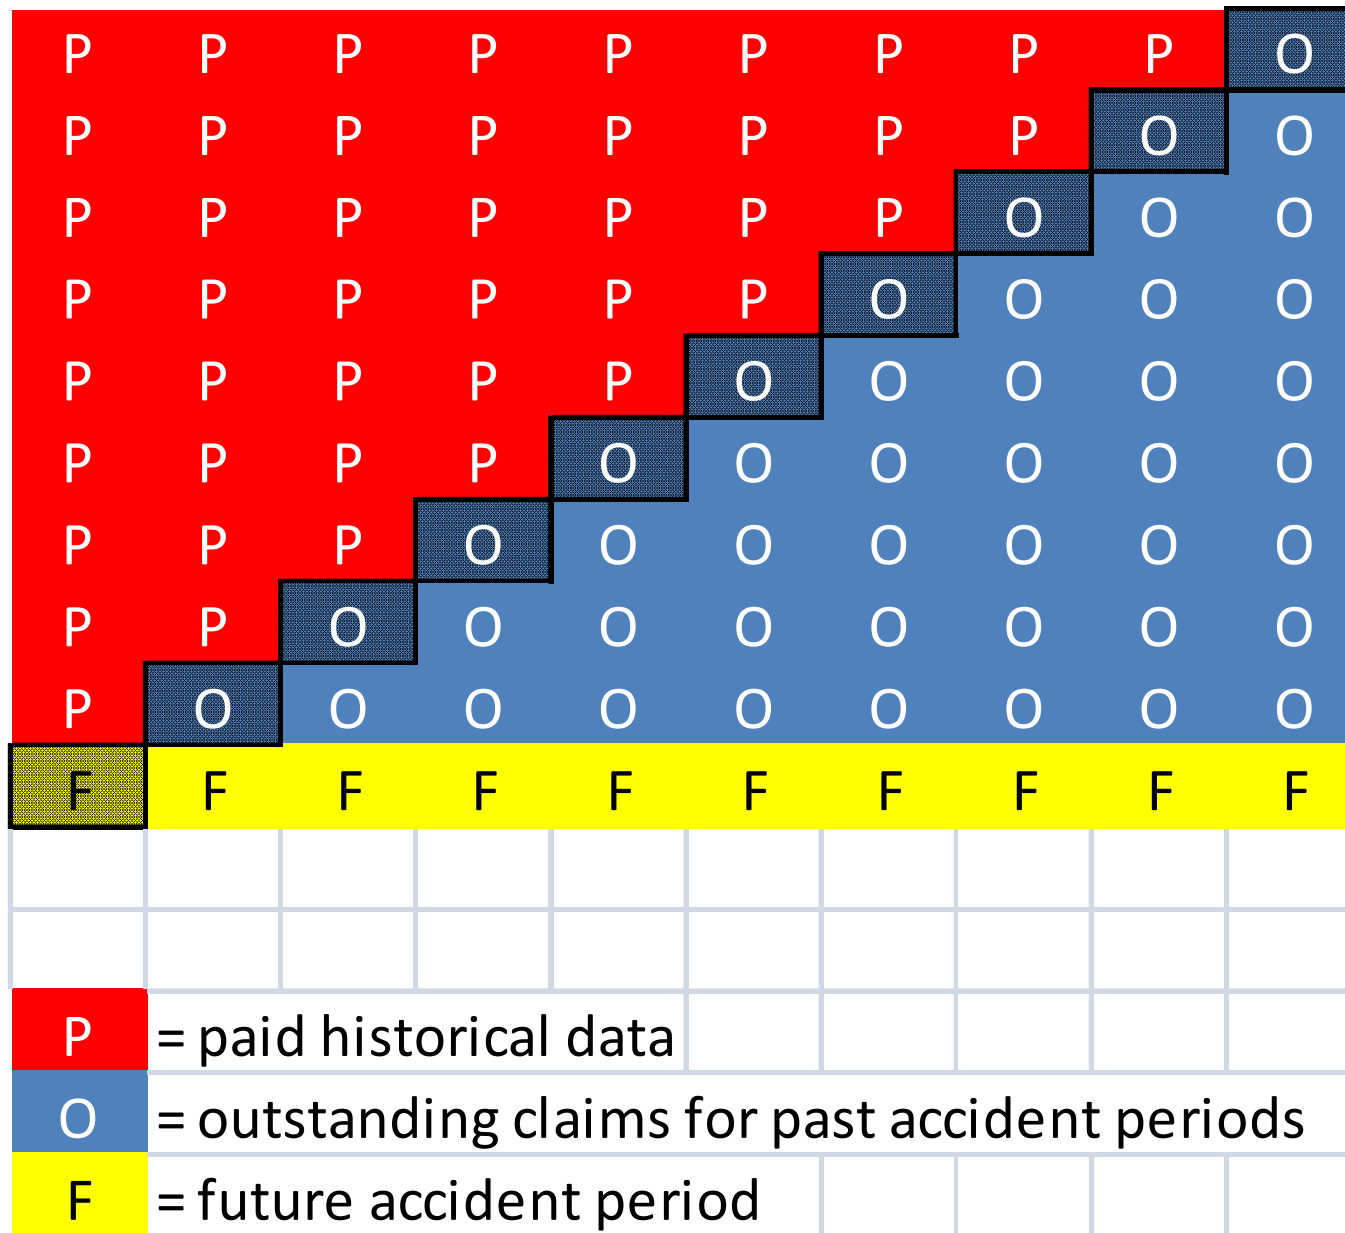 P P P P P P P P P O
P P P P P P P P O O
P P P P P P P O O O
P P P P P P O O O O
P P P P P O O O O O
P P P P O O O O O O
P P P O O O O O O O
P P O O O O O O O O
P O O O O O O O O O
F F F F F F F F F F
P = paid historical data
O = outstanding claims for past accident periods
F = future accident period